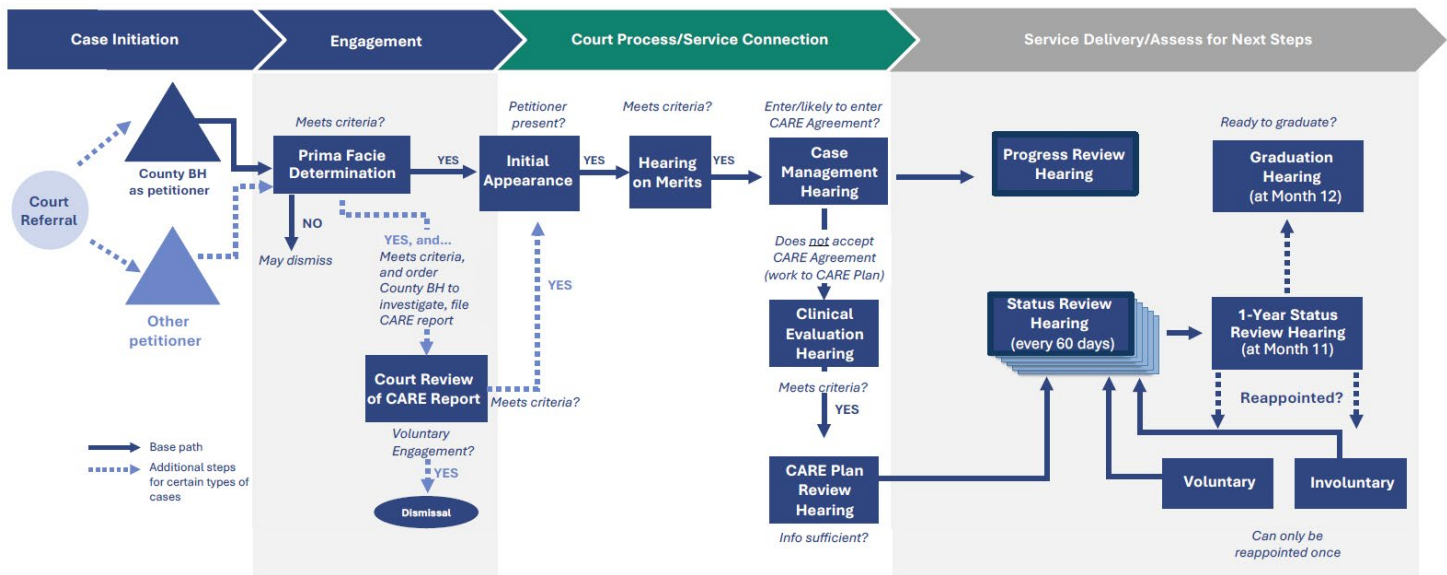 Case Initiation
Engagement
Court Process/Service Connection
Service Delivery/Assess for Next Steps
Court
Referral
County BH
as petitioner
Other
petitioner
Base path
Additional steps
for certain types of
cases
Meets criteria?
Prima Facie
Determination
YES
NO
May dismiss
YES, and...
Meets criteria,
and order
County BH to
investigate, file
CARE report
Court Review
of CARE Report
Meets criteria?
YES
Voluntary
Engagement?
YES
Dismissal
Petitioner
present?
Initial
Appearance
YES
Meets criteria?
Hearing
on Merits
YES
Enter/likely to enter
CARE Agreement?
Case
Management
Hearing
Does not accept
CARE Agreement
(work to CARE Plan)
Clinical
Evaluation
Hearing
Meets criteria?
YES
CARE Plan
Review
Hearing
Info sufficient?
Progress Review
Hearing
Status Review
Hearing
(every 60 days)
Ready to graduate?
Graduation
Hearing
(at Month 12)
1-Year Status
Review Hearing
(at Month 11)
Reappointed?
Voluntary
Involuntary
Can only be
reappointed once